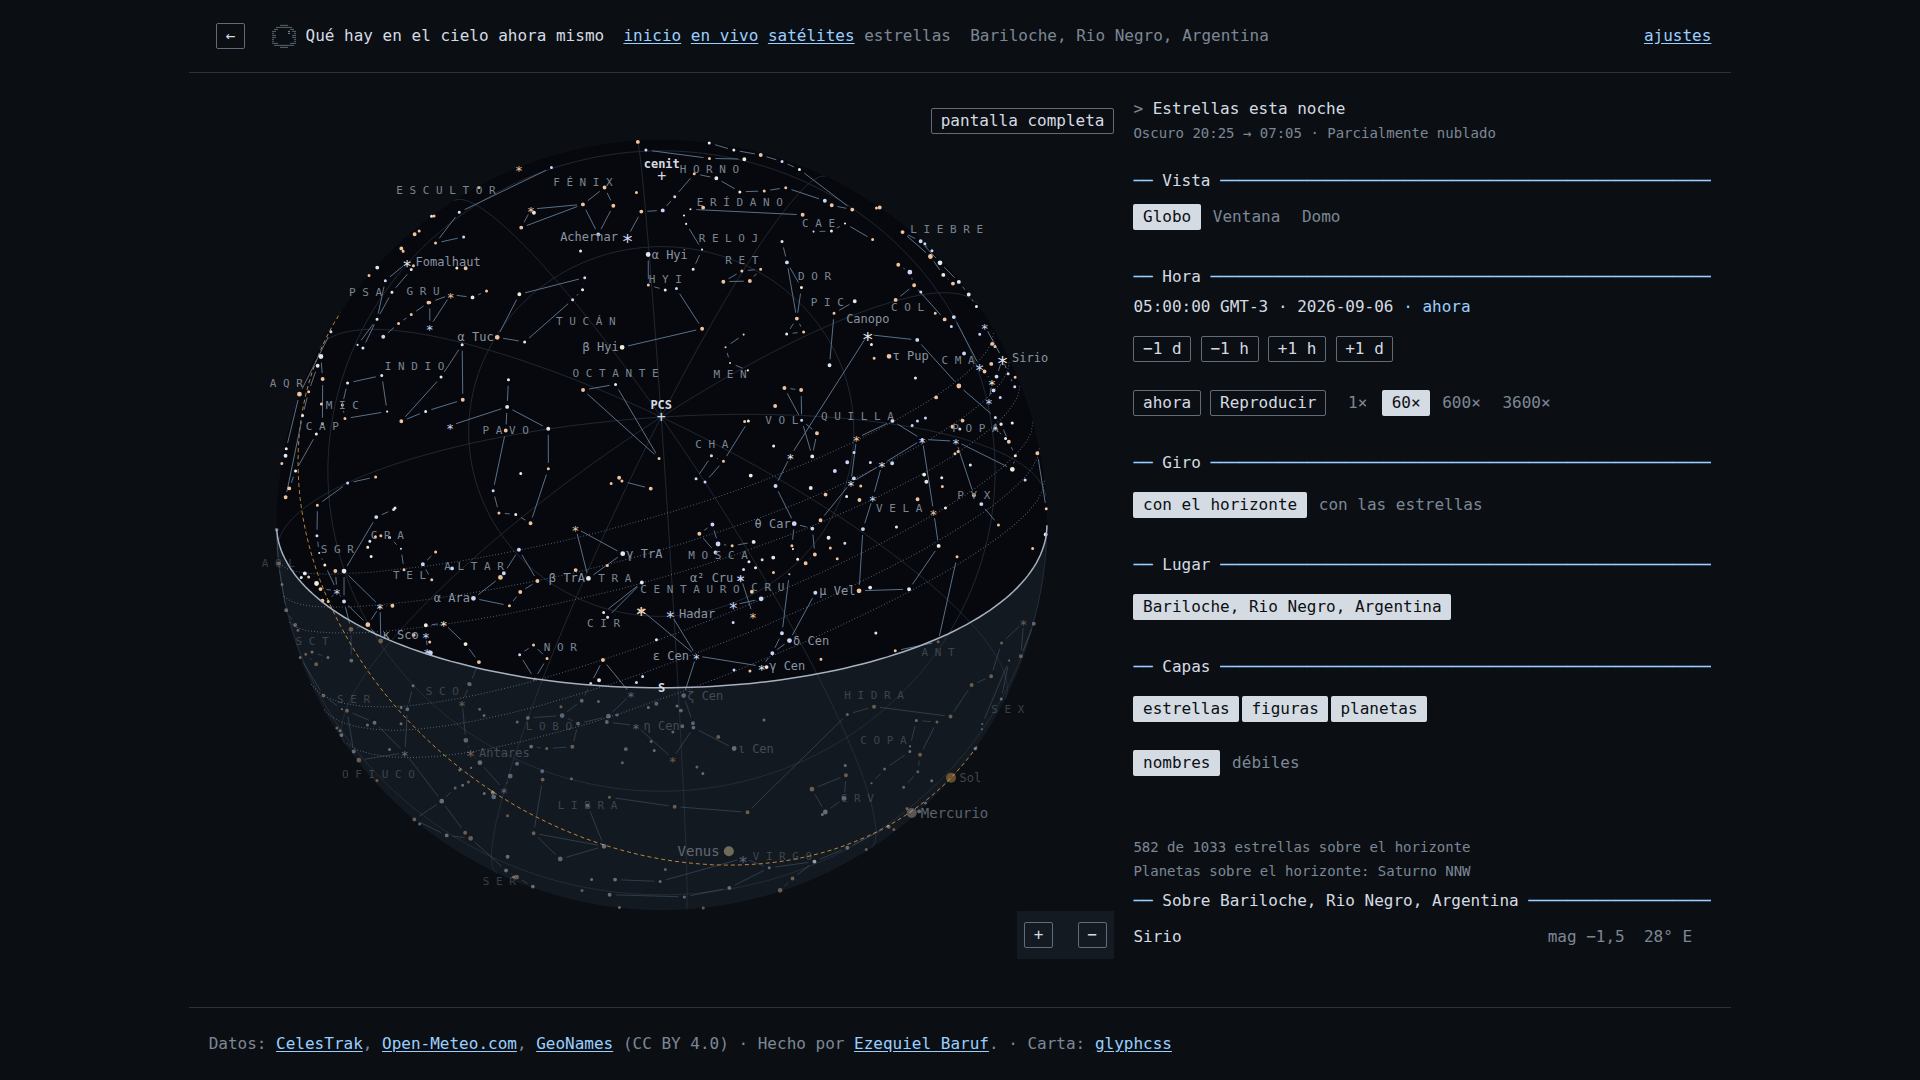 ← Qué hay en el cielo ahora mismo inicio en vivo satélites estrellas Bariloche, Rio Negro, Argentina ajustes
pantalla completa
cenit
HORNO
ESCULTOR
FÉNIX
ERÍDANO
CAE
LIEBRE
Achernar
RELOJ
α Hyi
Fomalhaut
RET
HYI
DOR
PSA
GRU
PIC
COL
TUCÁN
Canopo
α Tuc
β Hyi
τ Pup
CMA
Sirio
INDIO
OCTANTE
MEN
AQR
MIC
PCS
CAP
PAVO
VOL
QUILLA
POPA
CHA
PYX
VELA
θ Car
CRA
SGR
γ TrA
MOSCA
TEL
ALTAR
β TrA
TRA
α² Cru
CENTAURO
CRU
μ Vel
α Ara
Hadar
CIR
κ Sco
SCT
NOR
δ Cen
ε Cen
γ Cen
ANT
S
SER
SCO
ζ Cen
HIDRA
SEX
LOBO
η Cen
COPA
Antares
ι Cen
OFIUCO
Sol
LIBRA
CRV
Mercurio
Venus
VIRGO
SER
+ −
> Estrellas esta noche
Oscuro 20:25 → 07:05 · Parcialmente nublado
Vista
Globo Ventana Domo
Hora
05:00:00 GMT-3 · 2026-09-06 · ahora
−1 d −1 h +1 h +1 d
ahora Reproducir 1× 60× 600× 3600×
Giro
con el horizonte con las estrellas
Lugar
Bariloche, Rio Negro, Argentina
Capas
estrellas figuras planetas
nombres débiles
582 de 1033 estrellas sobre el horizonte
Planetas sobre el horizonte: Saturno NNW
Sobre Bariloche, Rio Negro, Argentina
Sirio mag −1,5 28° E
Datos: CelesTrak, Open-Meteo.com, GeoNames (CC BY 4.0) · Hecho por Ezequiel Baruf. · Carta: glyphcss